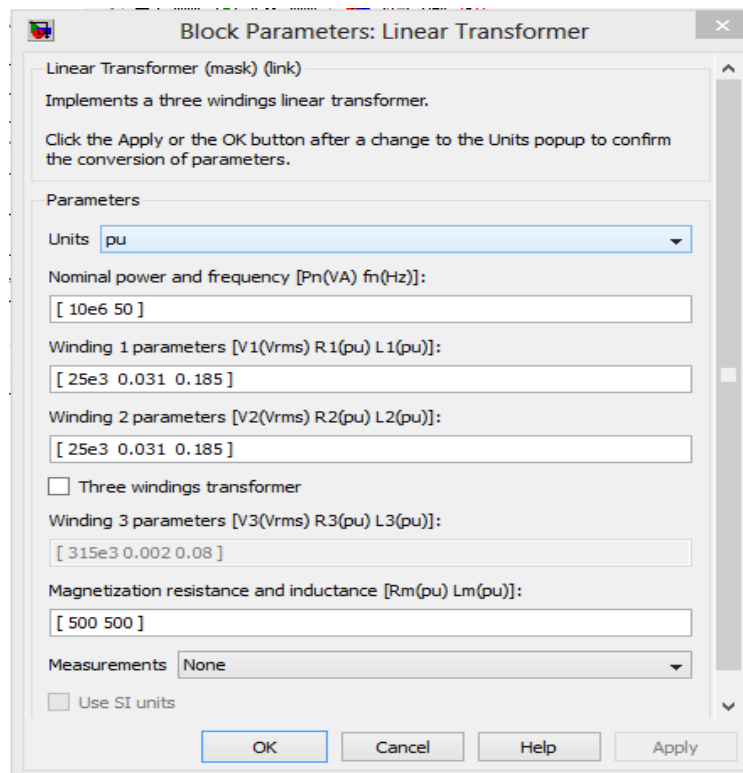 Block Parameters: Linear Transformer
Linear Transformer (mask) (link)
Implements a three windings linear transformer.
Click the Apply or the OK button after a change to the Units popup to confirm
the conversion of parameters.
Parameters
Units pu
Nominal power and frequency [Pn(VA) fn(Hz)]:
[ 10e6 50 ]
Winding 1 parameters [V1(Vrms) R1(pu) L1(pu)]:
[ 25e3 0.031 0.185 ]
Winding 2 parameters [V2(Vrms) R2(pu) L2(pu)]:
[ 25e3 0.031 0.185 ]
Three windings transformer
Winding 3 parameters [V3(Vrms) R3(pu) L3(pu)]:
[ 315e3 0.002 0.08 ]
Magnetization resistance and inductance [Rm(pu) Lm(pu)]:
[ 500 500 ]
Measurements None
Use SI units
OK Cancel Help Apply